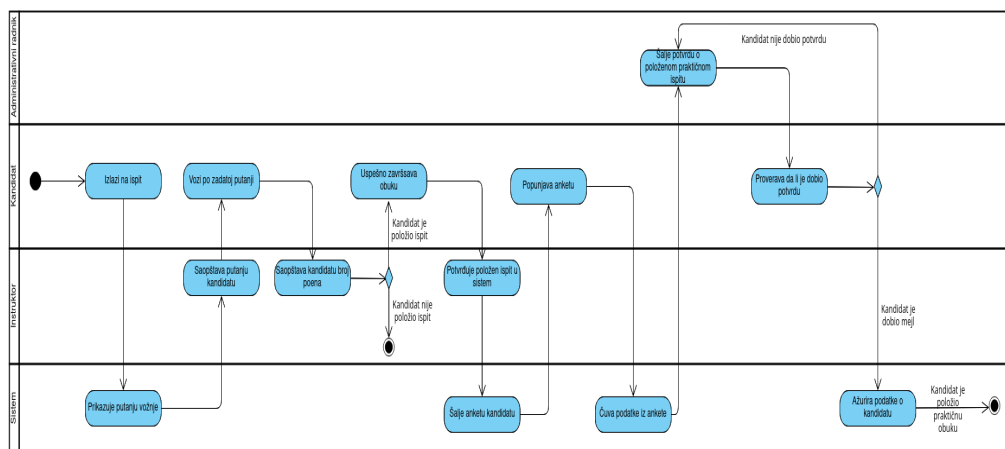 Administrativni radnik
Kandidat nije dobio potvrdu
Šalje potvrdu o
položenom praktičnom
ispitu
Kandidat
Izlazi na ispit
Vozi po zadatoj putanji
Uspešno završsava
obuku
Popunjava anketu
Proverava da li je dobio
potvrdu
Kandidat je
položio ispit
Instruktor
Saopštava putanju
kandidatu
Saopštava kandidatu broj
poena
Potvrđuje položen ispit u
sistem
Kandidat nije
položio ispit
Kandidat je
dobio mejl
Sistem
Prikazuje putanju vožnje
Šalje anketu kandidatu
Čuva podatke iz ankete
Ažurira podatke o
kandidatu
Kandidat je
položio
praktičnu
obuku